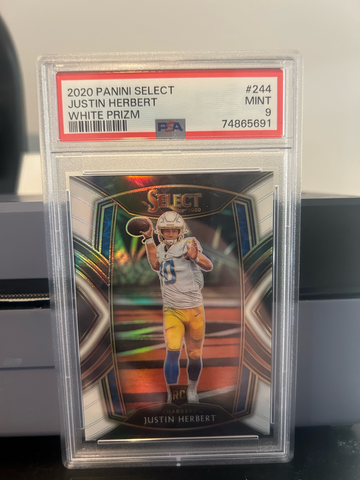 2020 PANINI SELECT #244
JUSTIN HERBERT MINT
WHITE PRIZM PSA 9
74865691
SELECT
10
RC
JUSTIN HERBERT